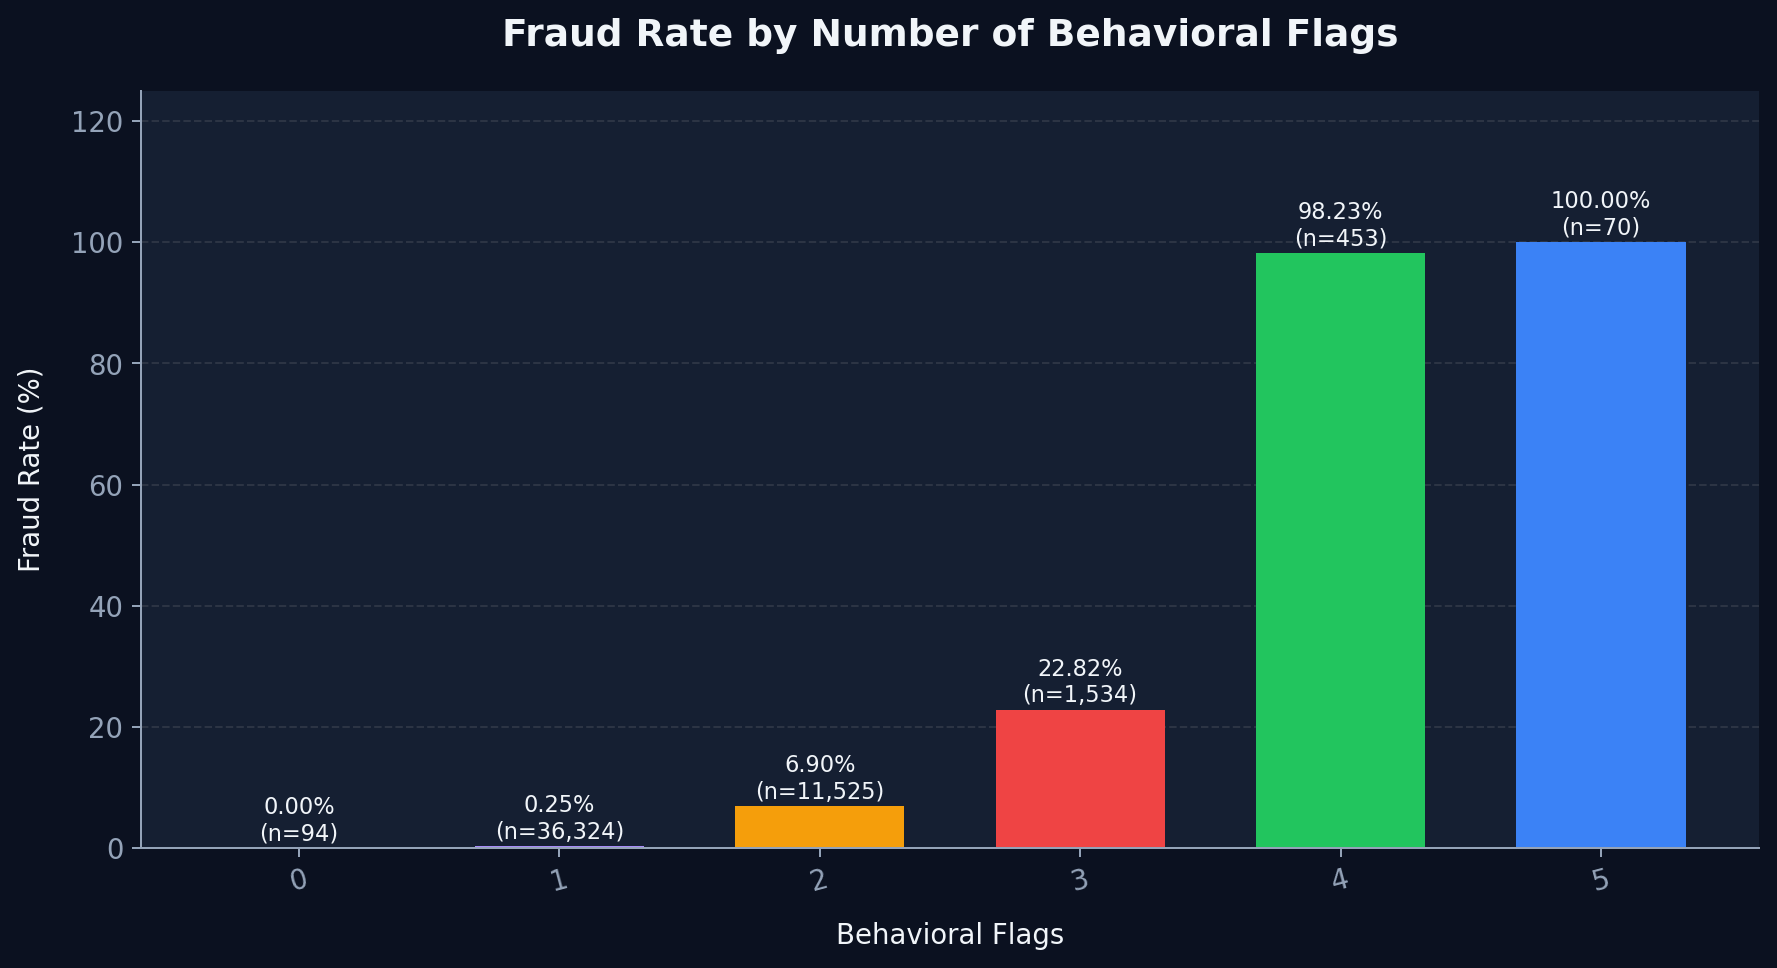 Fraud Rate by Number of Behavioral Flags
Fraud Rate (%)
120
100
80
60
40
20
0
0.00%
(n=94)
0.25%
(n=36,324)
6.90%
(n=11,525)
22.82%
(n=1,534)
98.23%
(n=453)
100.00%
(n=70)
0
1
2
3
4
5
Behavioral Flags